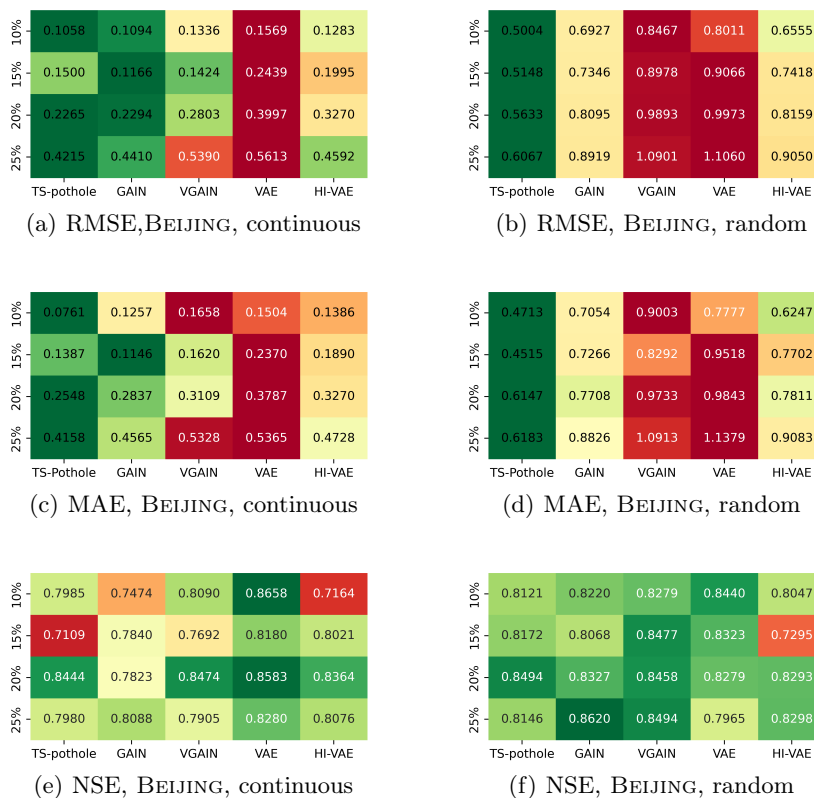 10% 0.1058 0.1094 0.1336 0.1569 0.1283
15% 0.1500 0.1166 0.1424 0.2439 0.1995
20% 0.2265 0.2294 0.2803 0.3997 0.3270
25% 0.4215 0.4410 0.5390 0.5613 0.4592
TS-pothole GAIN VGAIN VAE HI-VAE
(a) RMSE,BEIJING, continuous
10% 0.5004 0.6927 0.8467 0.8011 0.6555
15% 0.5148 0.7346 0.8978 0.9066 0.7418
20% 0.5633 0.8095 0.9893 0.9973 0.8159
25% 0.6067 0.8919 1.0901 1.1060 0.9050
TS-pothole GAIN VGAIN VAE HI-VAE
(b) RMSE, BEIJING, random
10% 0.0761 0.1257 0.1658 0.1504 0.1386
15% 0.1387 0.1146 0.1620 0.2370 0.1890
20% 0.2548 0.2837 0.3109 0.3787 0.3270
25% 0.4158 0.4565 0.5328 0.5365 0.4728
TS-Pothole GAIN VGAIN VAE HI-VAE
(c) MAE, BEIJING, continuous
10% 0.4713 0.7054 0.9003 0.7777 0.6247
15% 0.4515 0.7266 0.8292 0.9518 0.7702
20% 0.6147 0.7708 0.9733 0.9843 0.7811
25% 0.6183 0.8826 1.0913 1.1379 0.9083
TS-Pothole GAIN VGAIN VAE HI-VAE
(d) MAE, BEIJING, random
10% 0.7985 0.7474 0.8090 0.8658 0.7164
15% 0.7109 0.7840 0.7692 0.8180 0.8021
20% 0.8444 0.7823 0.8474 0.8583 0.8364
25% 0.7980 0.8088 0.7905 0.8280 0.8076
TS-pothole GAIN VGAIN VAE HI-VAE
(e) NSE, BEIJING, continuous
10% 0.8121 0.8220 0.8279 0.8440 0.8047
15% 0.8172 0.8068 0.8477 0.8323 0.7295
20% 0.8494 0.8327 0.8458 0.8279 0.8293
25% 0.8146 0.8620 0.8494 0.7965 0.8298
TS-pothole GAIN VGAIN VAE HI-VAE
(f) NSE, BEIJING, random